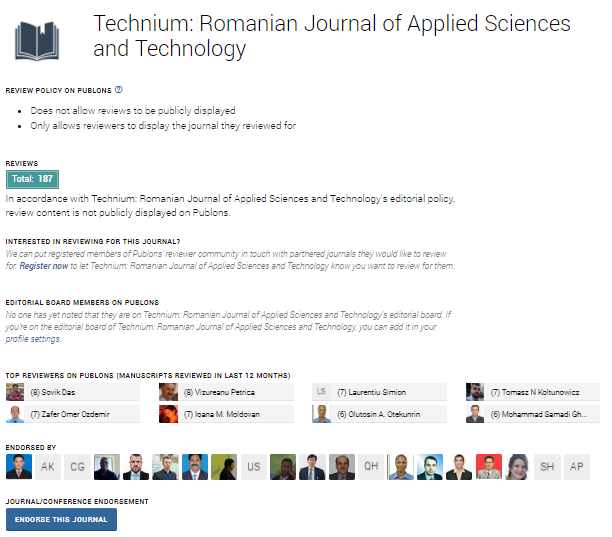 Technium: Romanian Journal of Applied Sciences
and Technology
REVIEW POLICY ON PUBLONS ?
• Does not allow reviews to be publicly displayed
• Only allows reviewers to display the journal they reviewed for
REVIEWS
Total: 187
In accordance with Technium: Romanian Journal of Applied Sciences and Technology's editorial policy,
review content is not publicly displayed on Publons.
INTERESTED IN REVIEWING FOR THIS JOURNAL?
We can put registered members of Publons' reviewer community in touch with partnered journals they would like to review
for. Register now to let Technium: Romanian Journal of Applied Sciences and Technology know you want to review for them.
EDITORIAL BOARD MEMBERS ON PUBLONS
No one has yet noted that they are on Technium: Romanian Journal of Applied Sciences and Technology's editorial board. If
you're on the editorial board of Technium: Romanian Journal of Applied Sciences and Technology, you can add it in your
profile settings.
TOP REVIEWERS ON PUBLONS (MANUSCRIPTS REVIEWED IN LAST 12 MONTHS)
(8) Sovik Das (8) Vizureanu Petrica LS (7) Laurentiu Simion (7) Tomasz N Koltunowicz
(7) Zafer Omer Ozdemir (7) Ioana M. Moldovan (6) Olutosin A. Otekunrin (6) Mohammad Samadi Gh...
ENDORSED BY
AK CG US QH SH AP
JOURNAL/CONFERENCE ENDORSEMENT
ENDORSE THIS JOURNAL